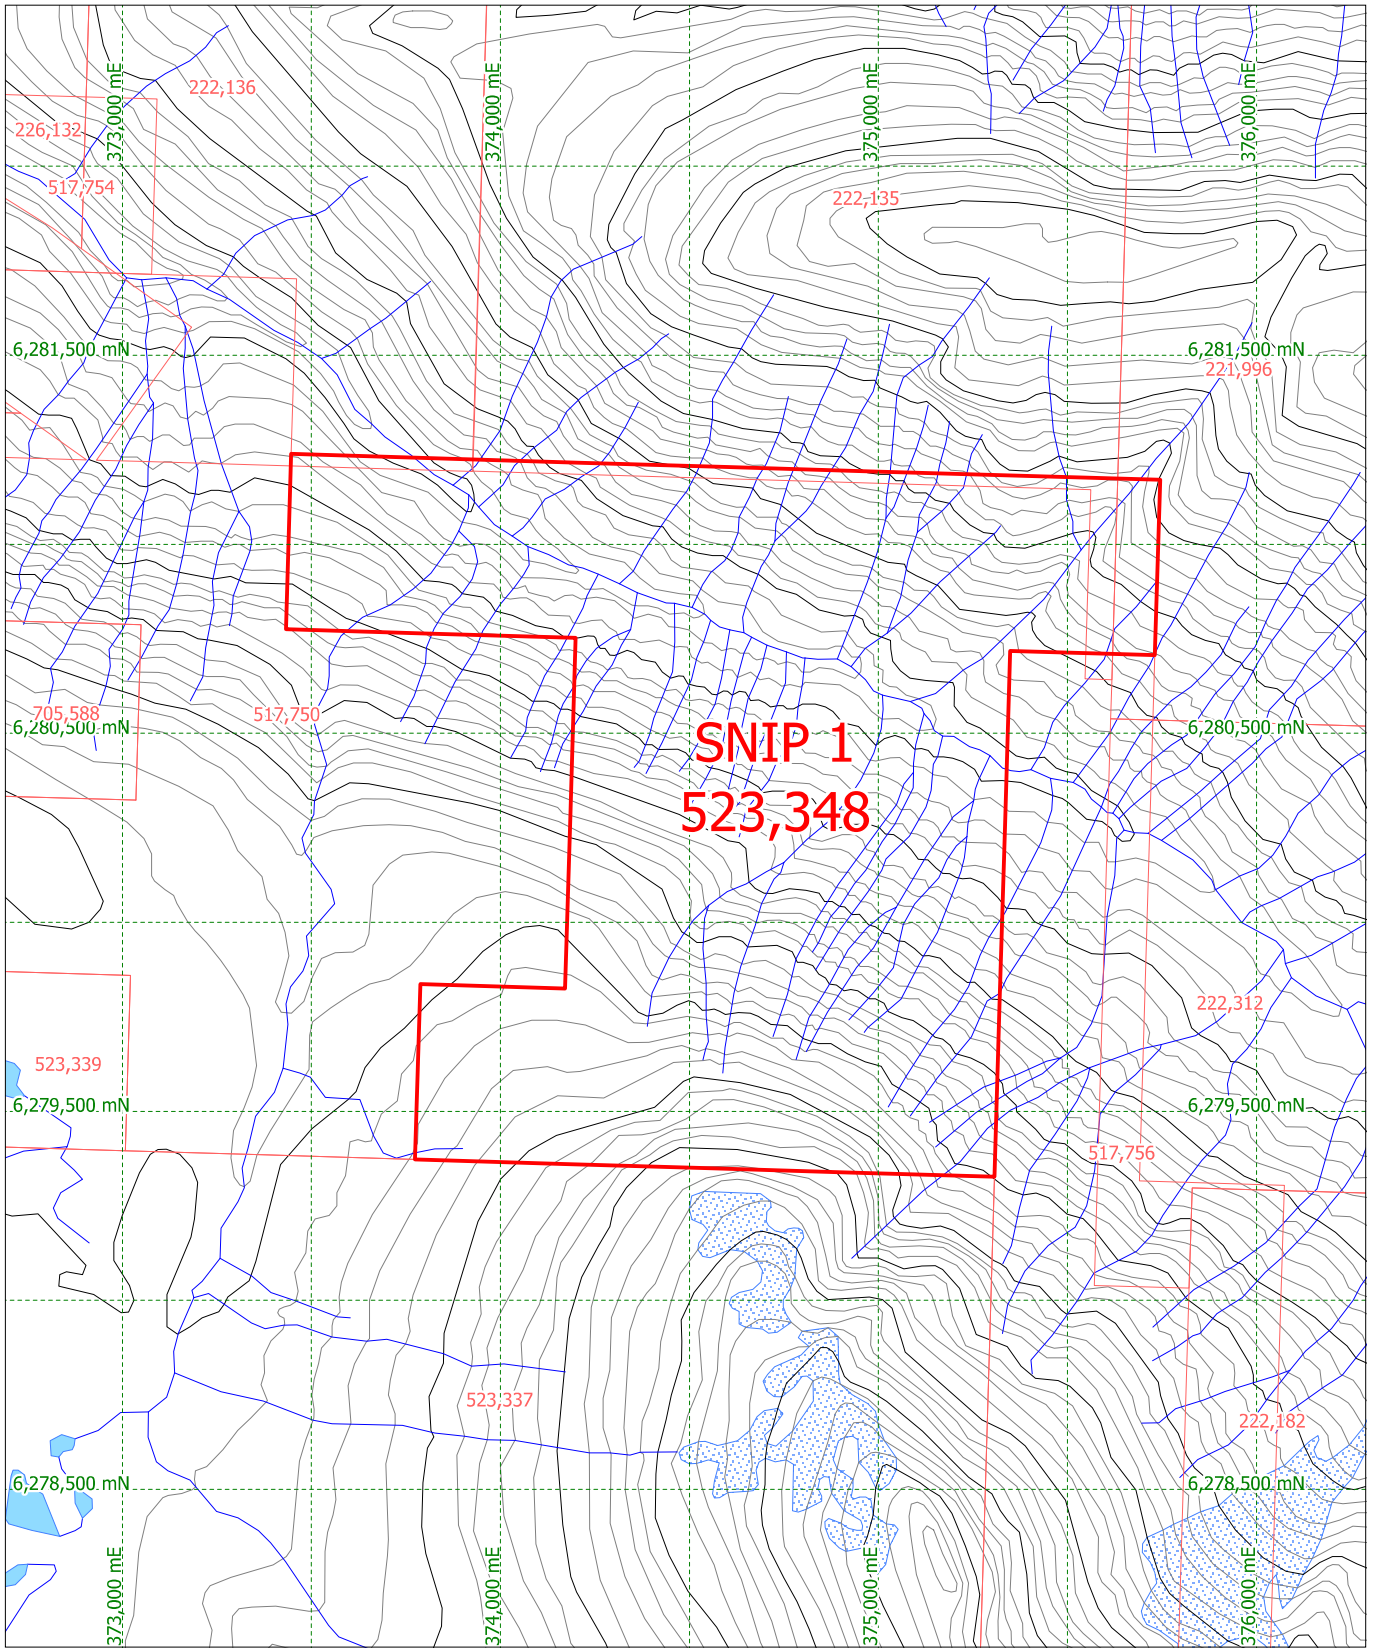 373,000 mE
374,000 mE
375,000 mE
376,000 mE
222,136
226,132
517,754
222,135
6,281,500 mN
6,281,500 mN
221,996
705,588
517,750
6,280,500 mN
6,280,500 mN
SNIP 1
523,348
222,312
523,339
6,279,500 mN
6,279,500 mN
517,756
523,337
222,182
6,278,500 mN
6,278,500 mN
373,000 mE
374,000 mE
375,000 mE
376,000 mE